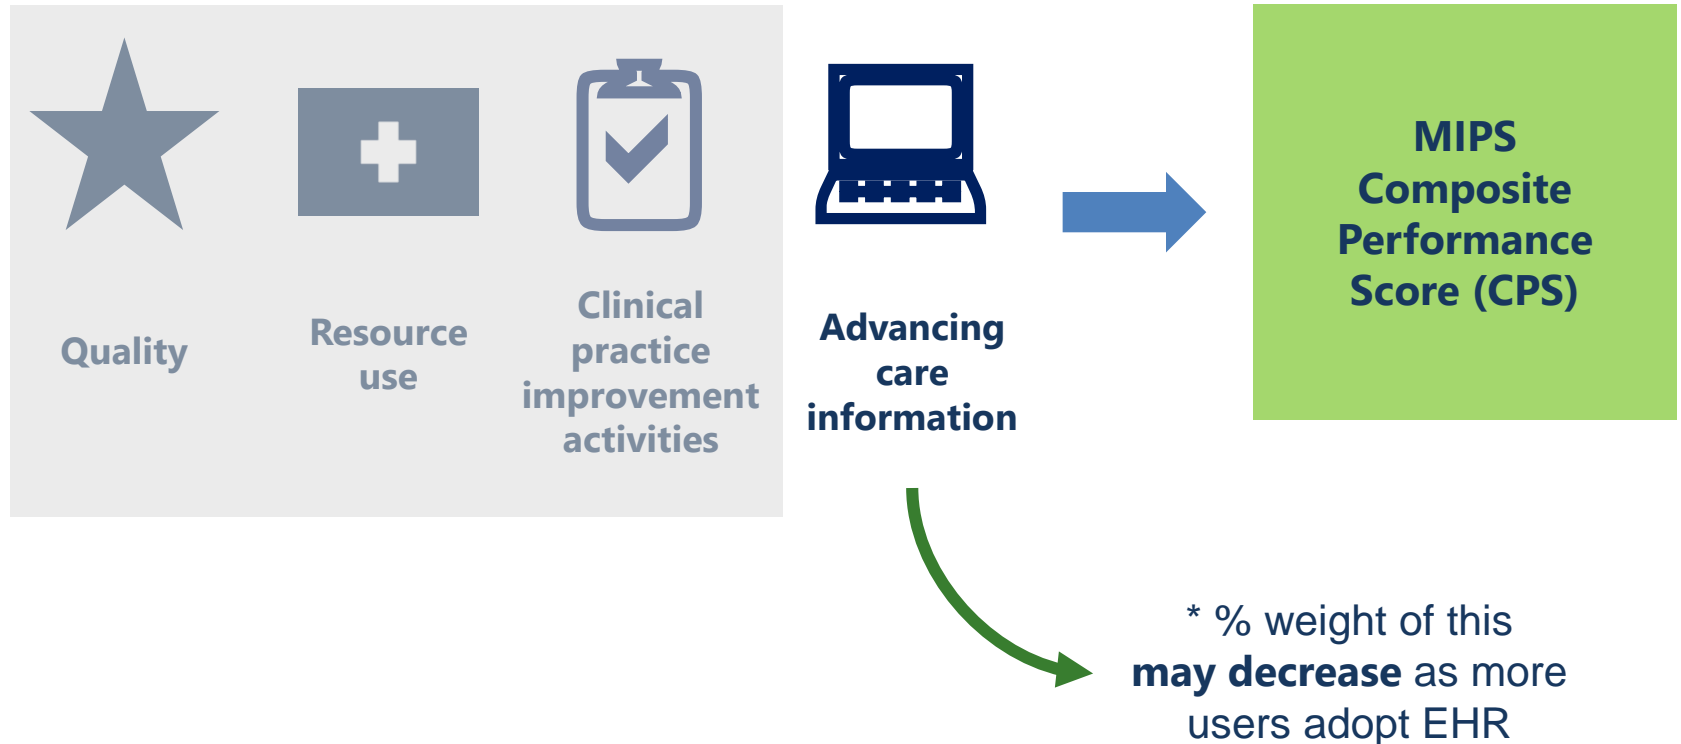 Quality
Resource
use
Clinical
practice
improvement
activities
Advancing
care
information
MIPS
Composite
Performance
Score (CPS)
* % weight of this
may decrease as more
users adopt EHR